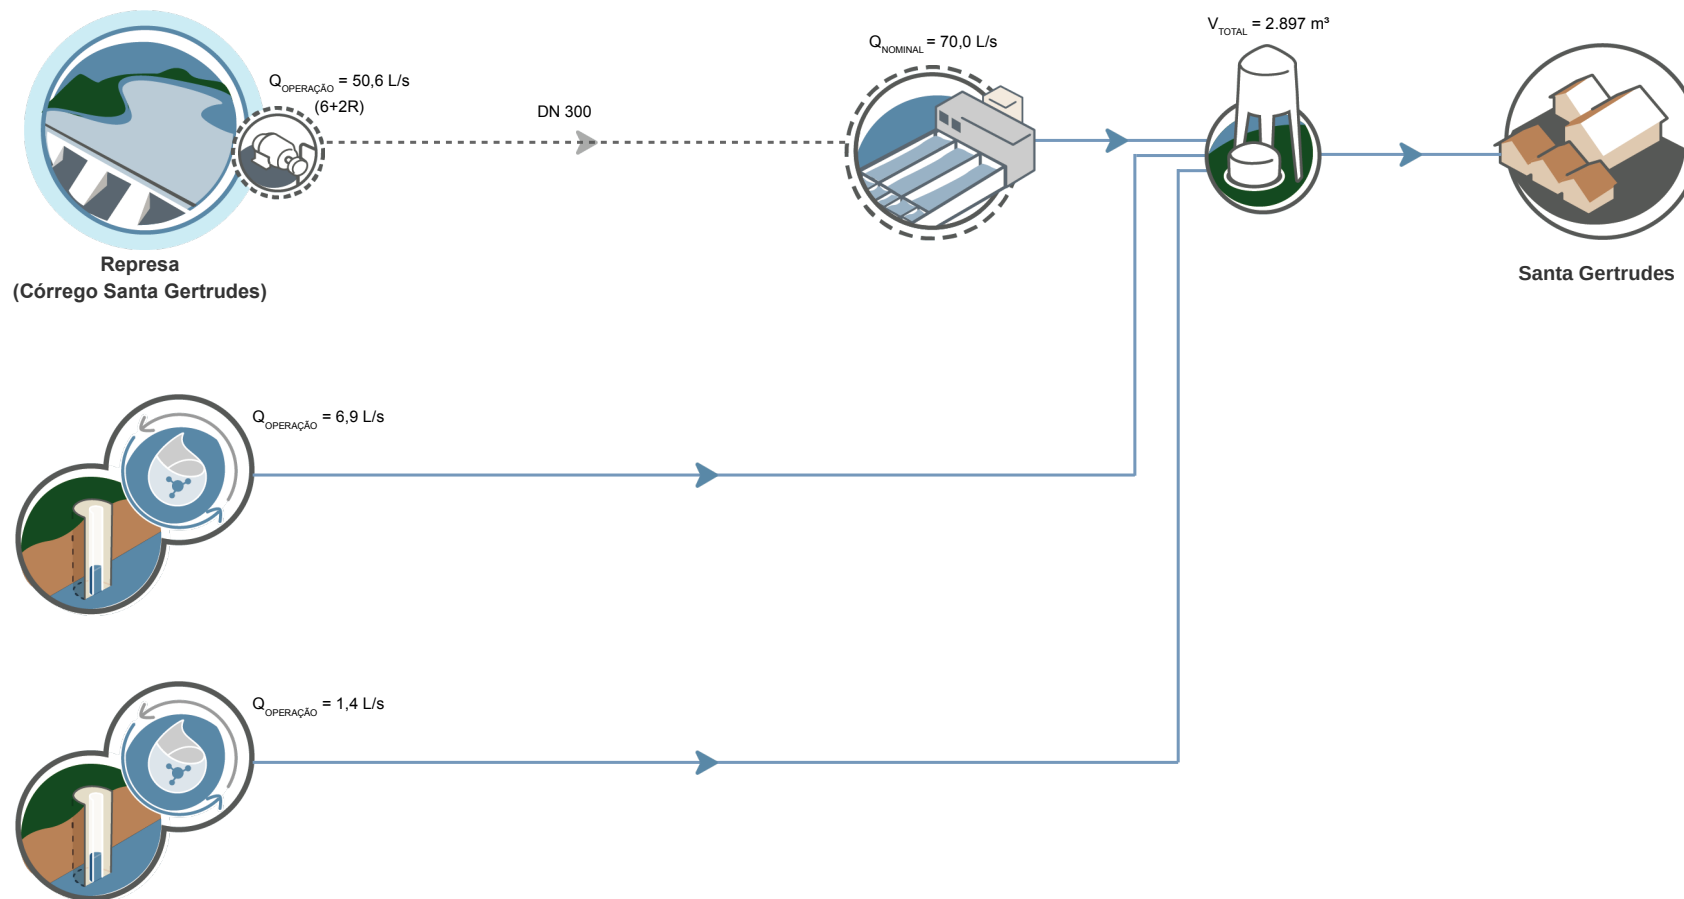 V_TOTAL = 2.897 m³
Q_NOMINAL = 70,0 L/s
Q_OPERAÇÃO = 50,6 L/s
(6+2R)
DN 300
Represa
(Córrego Santa Gertrudes)
Santa Gertrudes
Q_OPERAÇÃO = 6,9 L/s
Q_OPERAÇÃO = 1,4 L/s